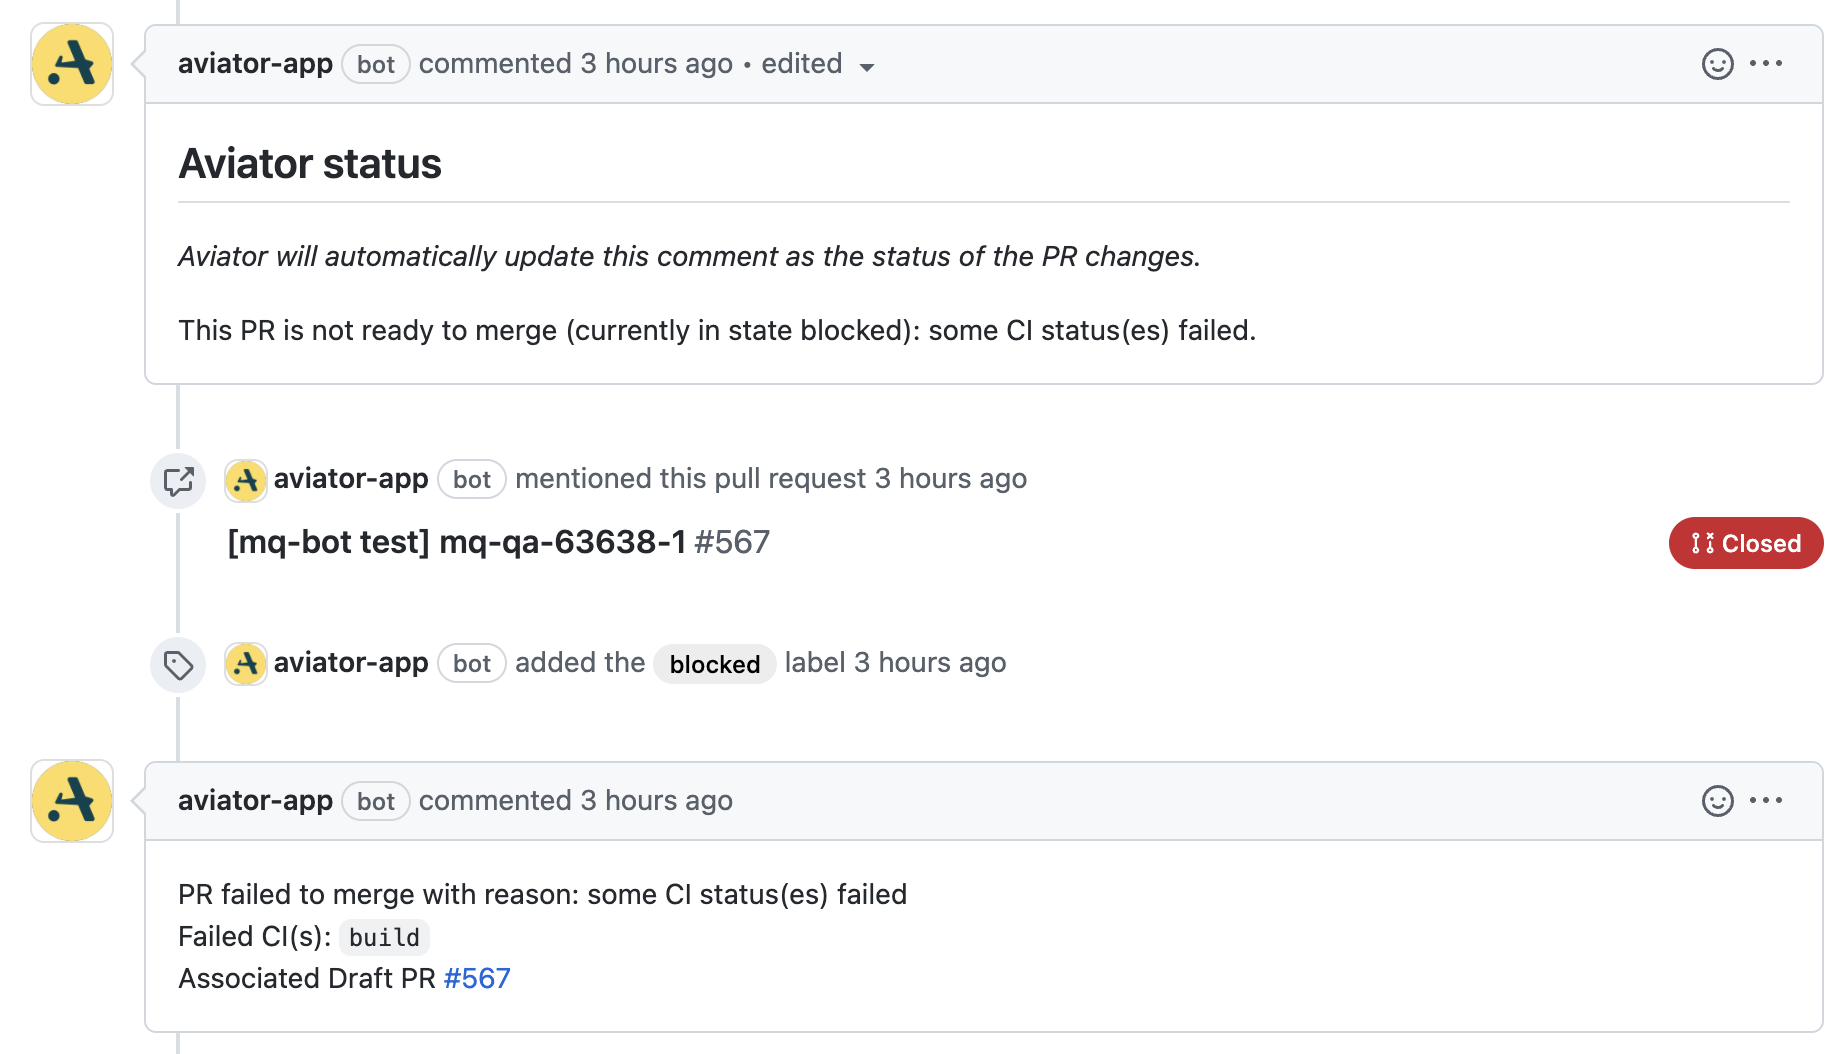 aviator-app bot commented 3 hours ago • edited
Aviator status
Aviator will automatically update this comment as the status of the PR changes.
This PR is not ready to merge (currently in state blocked): some CI status(es) failed.
aviator-app bot mentioned this pull request 3 hours ago
[mq-bot test] mq-qa-63638-1 #567
Closed
aviator-app bot added the blocked label 3 hours ago
aviator-app bot commented 3 hours ago
PR failed to merge with reason: some CI status(es) failed
Failed CI(s): build
Associated Draft PR #567